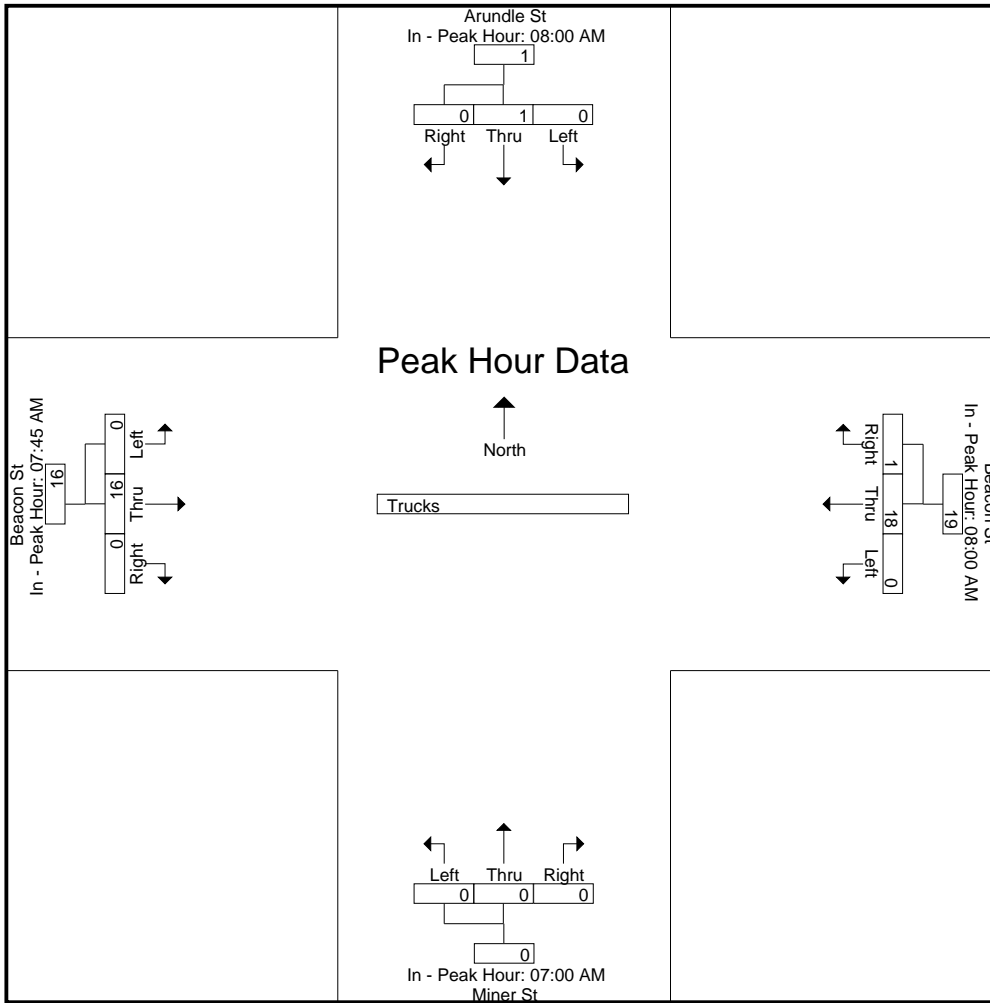 Arundle St
In - Peak Hour: 08:00 AM
1
0 1 0
Right Thru Left
Peak Hour Data
North
Trucks
Beacon St
In - Peak Hour: 07:45 AM
16
0 16 0
Left Thru Right
Beacon St
In - Peak Hour: 08:00 AM
19
1 18 0
Right Thru Left
Left Thru Right
0 0 0
0
In - Peak Hour: 07:00 AM
Miner St